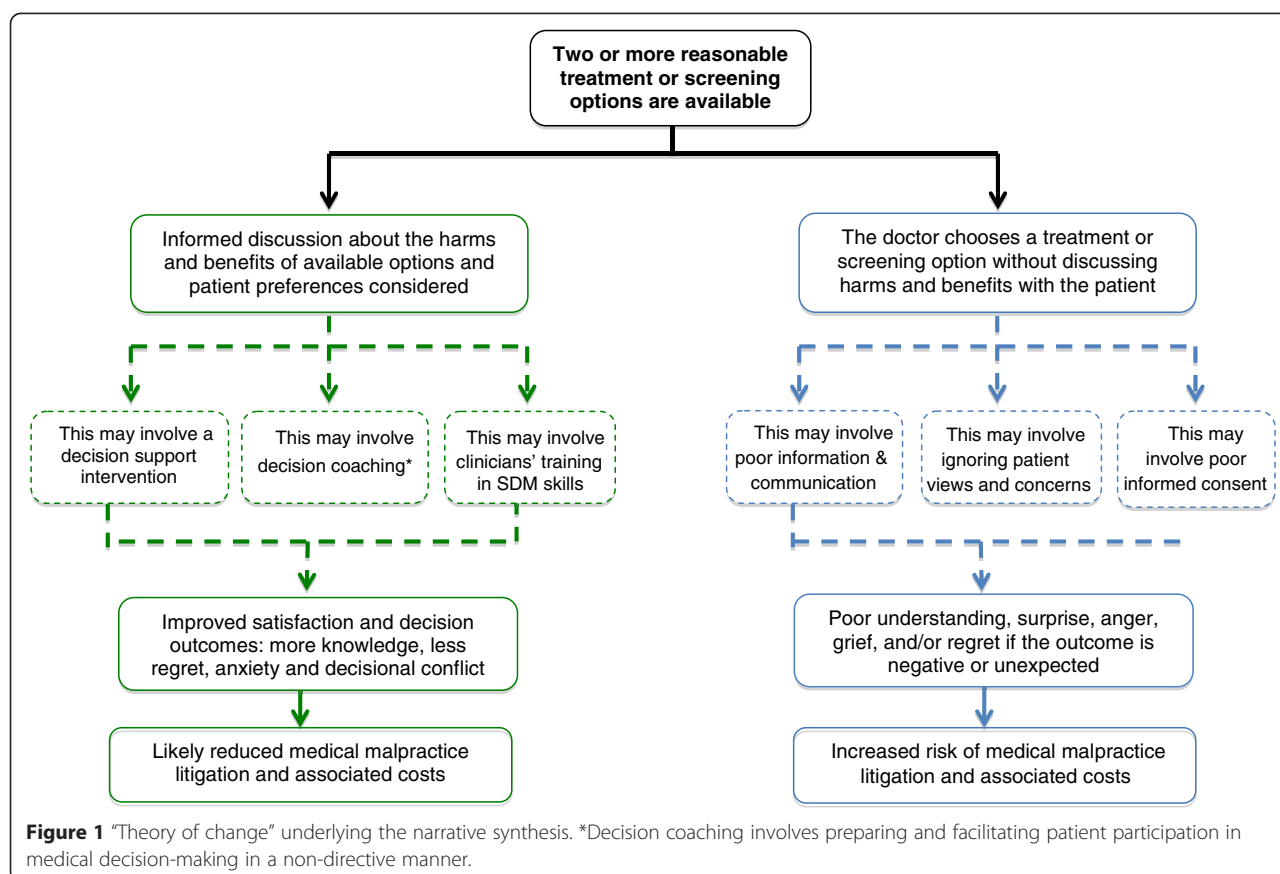 Two or more reasonable
treatment or screening
options are available
Informed discussion about the harms
and benefits of available options and
patient preferences considered
The doctor chooses a treatment or
screening option without discussing
harms and benefits with the patient
This may involve a
decision support
intervention
This may involve
decision coaching*
This may involve
clinicians’ training
in SDM skills
This may involve
poor information &
communication
This may involve
ignoring patient
views and concerns
This may
involve poor
informed consent
Improved satisfaction and decision
outcomes: more knowledge, less
regret, anxiety and decisional conflict
Poor understanding, surprise, anger,
grief, and/or regret if the outcome is
negative or unexpected
Likely reduced medical malpractice
litigation and associated costs
Increased risk of medical malpractice
litigation and associated costs
Figure 1 “Theory of change” underlying the narrative synthesis. *Decision coaching involves preparing and facilitating patient participation in
medical decision-making in a non-directive manner.